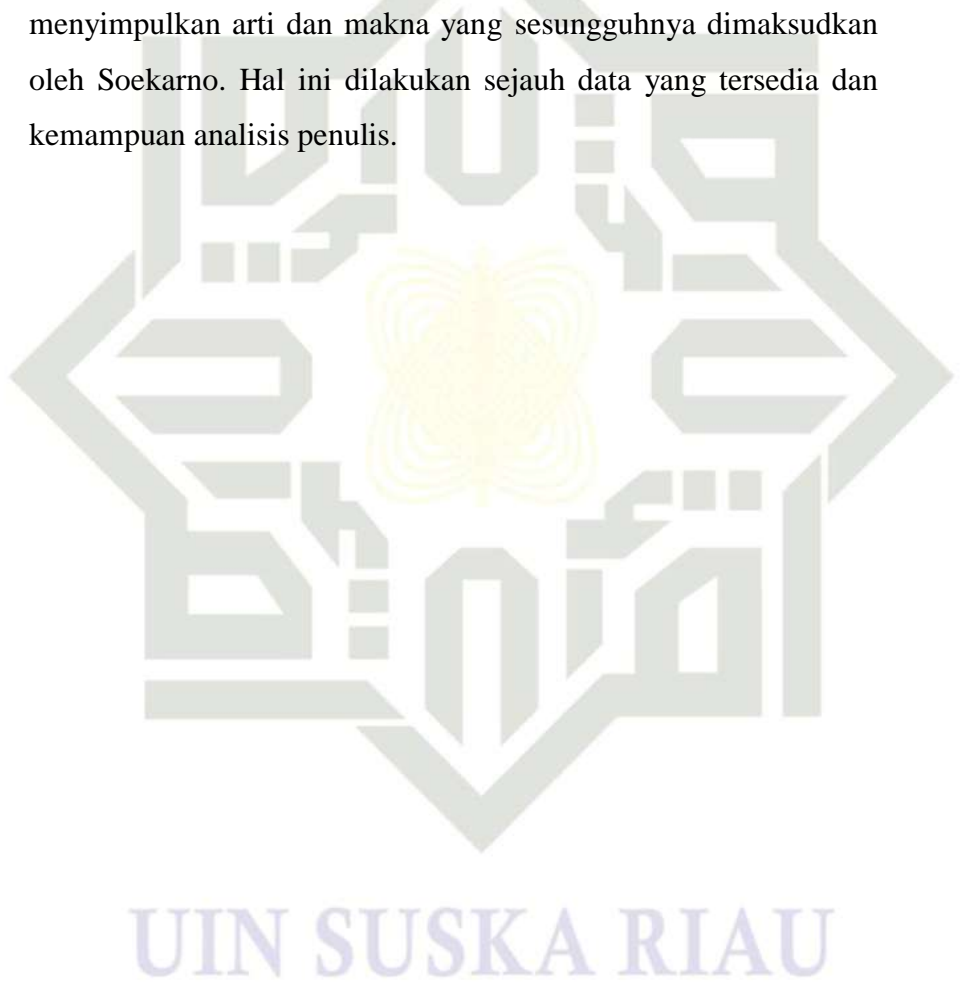 menyimpulkan arti dan makna yang sesungguhnya dimaksudkan
oleh Soekarno. Hal ini dilakukan sejauh data yang tersedia dan
kemampuan analisis penulis.
UIN SUSKA RIAU